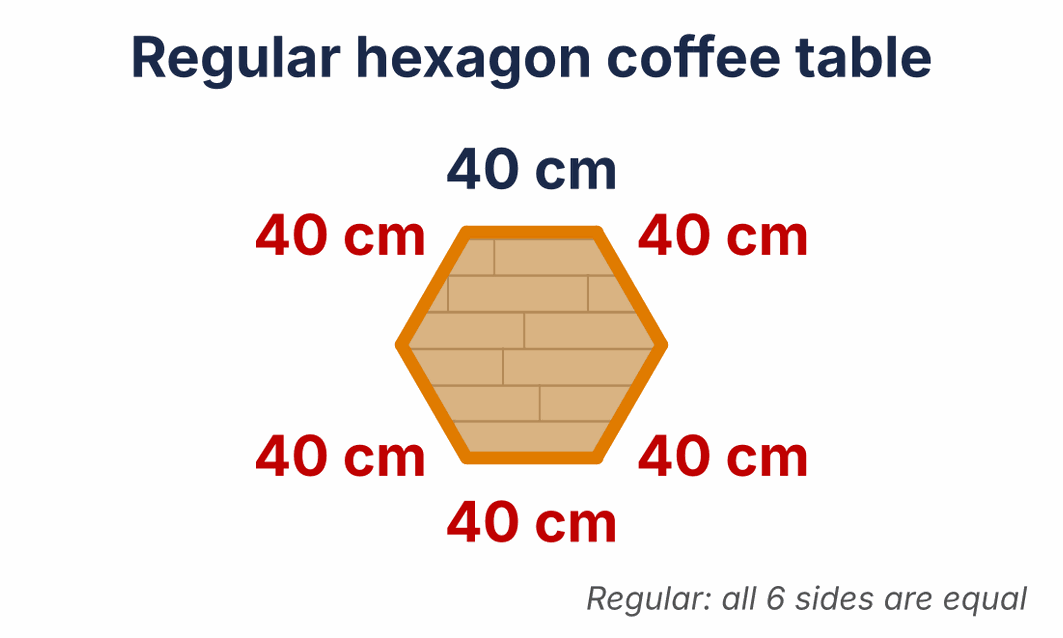 Regular hexagon coffee table
40 cm
40 cm 40 cm
40 cm 40 cm
40 cm
Regular: all 6 sides are equal